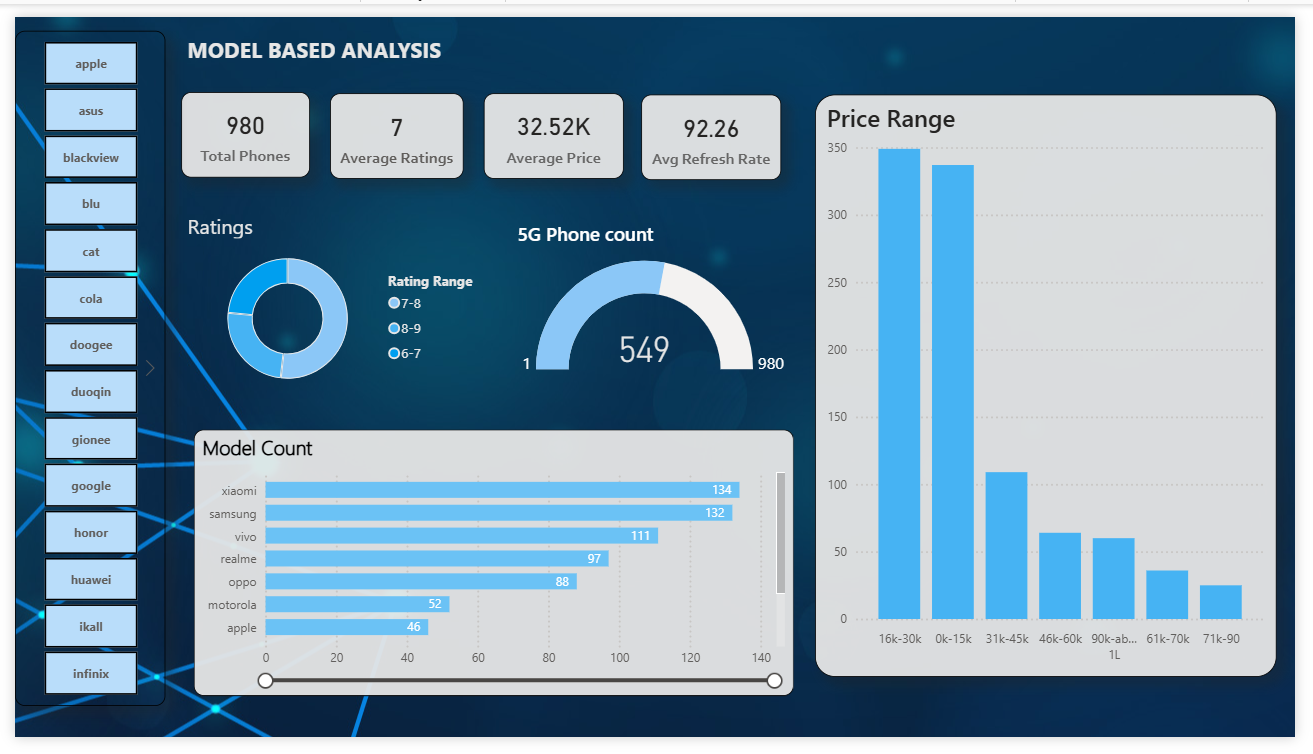 apple
asus
blackview
blu
cat
cola
doogee
duoqin
gionee
google
honor
huawei
ikall
infinix
MODEL BASED ANALYSIS
980
Total Phones
7
Average Ratings
32.52K
Average Price
92.26
Avg Refresh Rate
Ratings
Rating Range
7-8
8-9
6-7
5G Phone count
549
1
980
Model Count
xiaomi 134
samsung 132
vivo 111
realme 97
oppo 88
motorola 52
apple 46
0 20 40 60 80 100 120 140
Price Range
350
300
250
200
150
100
50
0
16k-30k 0k-15k 31k-45k 46k-60k 90k-ab... 61k-70k 71k-90
1L